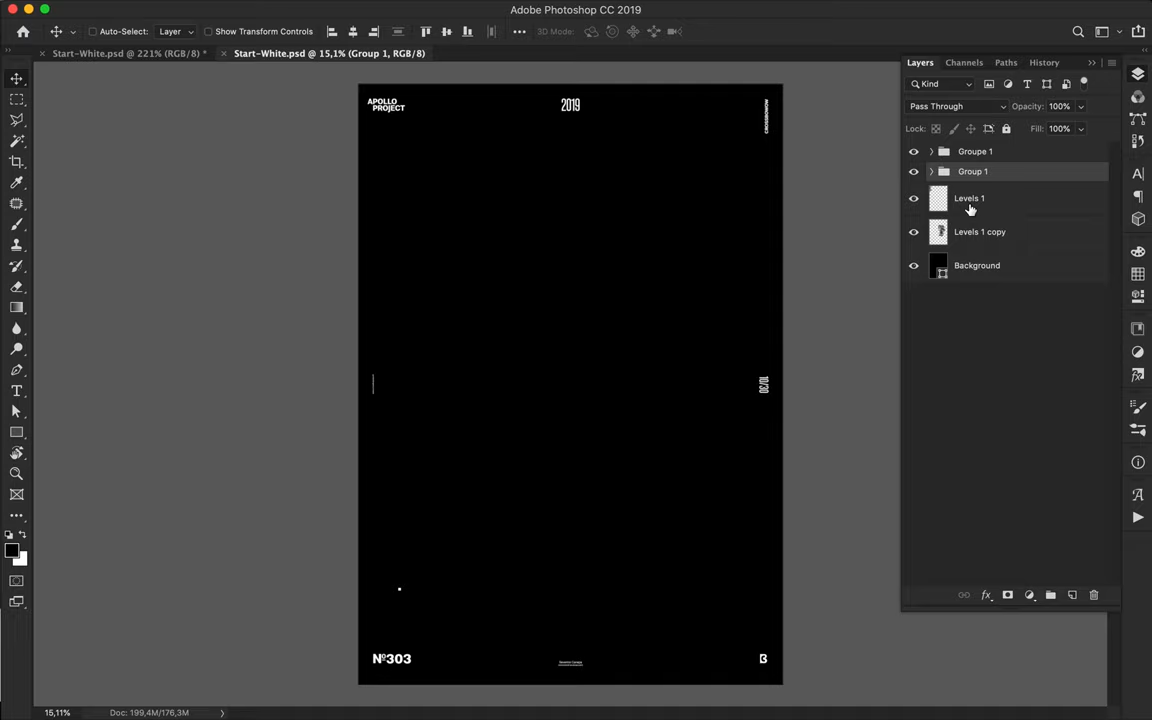 Adobe Photoshop CC 2019
Auto-Select:
Layer
Show Transform Controls
3D Mode:
Start-White.psd @ 221% (RGB/8) *
Start-White.psd @ 15,1% (Group 1, RGB/8)
Layers
Channels
Paths
History
Kind
Pass Through
Opacity:
100%
Lock:
Fill:
100%
Groupe 1
Group 1
Levels 1
Levels 1 copy
Background
APOLLO
PROJECT
2019
10/30
Nº303
B
15,11%
Doc: 199,4M/176,3M